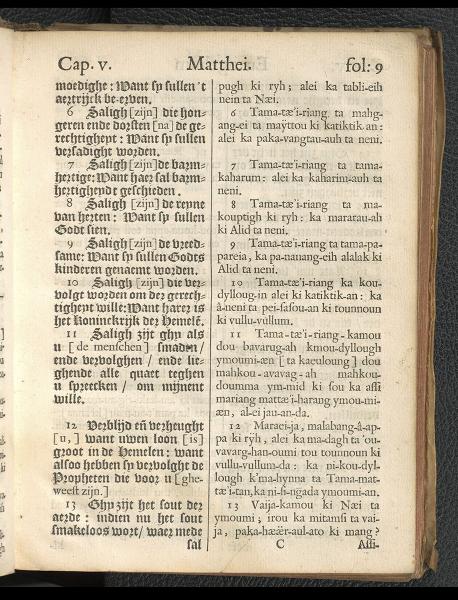 Cap. v.
Matthei.
fol: 9
moedighe: Want sy sullen 't
aertrijck be-erven.
6 Saligh [zijn] die hon-
geren ende dorsten [na] de ge-
rechtigheyt: Want sy sullen
versadight worden.
7 Saligh [zijn] de barm-
hertige: Want haer sal barm-
hertigheydt geschieden.
8 Saligh [zijn] de reyne
van herten: Want sy sullen
Godt sien.
9 Saligh [zijn] de vreed-
same: Want sy sullen Godts
kinderen genaemt worden.
10 Saligh [zijn] die ver-
volgt worden om der gerech-
tigheyt wille: Want harer is
het Koninckrijck der Hemelē.
11 Saligh zijt ghy als
u [de menschen] smaden/
ende vervolghen/ ende lie-
ghende alle quaet teghen
u spreecken/ om mijnent
wille.
12 Verblijd eñ verheught
[u,] want uwen loon [is]
groot in de Hemelen: want
alsoo hebben sy vervolght de
Propheten die voor u [ghe-
weest zijn.]
13 Ghy zijt het sout der
aerde: indien nu het sout
smakeloos wort/ waer mede
sal
pugh ki ryh; alei ka tabli-eih
nein ta Næi.
6 Tama-tæ'i-riang ta mahg-
ang-ei ta mayttou ki katiktik-an:
alei ka paka-vangtau-auh ta neni.
7 Tama-tæ'i-riang ta tama-
kaharum: alei ka kaharim-auh ta
neni.
8 Tama-tæ'i-riang ta ma-
kouptigh ki ryh: ka mararau-ah
ki Alid ta neni.
9 Tama-tæ'i-riang ta tama-pa-
pareia, ka pa-nanang-eih alalak ki
Alid ta neni.
10 Tama-tæ'i-riang ka kou-
dylloug-in alei ki katiktik-an: ka
â-neni ta pei-sasou-an ki tounnoun
ki vullu-vullum.
11 Tama-tæ'i-riang-kamou
dou bavarug-ah kmou-dyllough
ymoumi-æn [ta kaeuloung] dou
mahkou-avavag-ah mahkou-
doumma ym-mid ki sou ka assi
mariang mattæ'i-harang ymou-mi-
æn, al-ei jau-an-da.
12 Maraei-ja, malabang-â-ap-
pa ki ryh, alei ka ma-dagh ta 'ou-
vavarg-han-oumi tou tounnoun ki
vullu-vullum-da: ka ni-kou-dyl-
lough k'ma-hynna ta Tama-mat-
tæ'i-tan, ka ni-si-ngada ymoumi-an.
13 Vaija-kamou ki Næi ta
ymoumi; irou ka mitamsi ta vai-
ja, paka-hæær-aul-ato ki mang?
C
Assi-